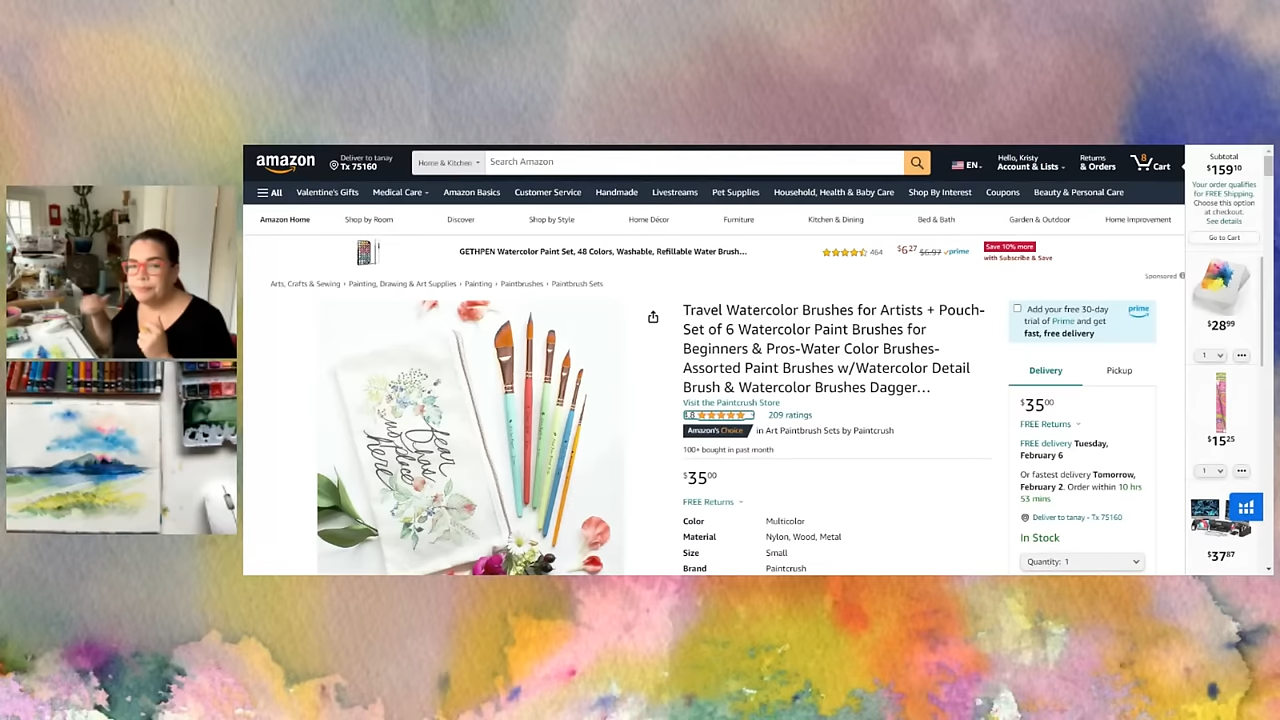 amazon
Deliver to tanay
Tx 75160
Home & Kitchen
Search Amazon
EN
Hello, Kristy
Account & Lists
Returns
& Orders
8
Cart
All
Valentine's Gifts
Medical Care
Amazon Basics
Customer Service
Handmade
Livestreams
Pet Supplies
Household, Health & Baby Care
Shop By Interest
Coupons
Beauty & Personal Care
Amazon Home
Shop by Room
Discover
Shop by Style
Home Décor
Furniture
Kitchen & Dining
Bed & Bath
Garden & Outdoor
Home Improvement
GETHPEN Watercolor Paint Set, 48 Colors, Washable, Refillable Water Brush...
464
$6.27 $6.97 prime
Save 10% more
with Subscribe & Save
Sponsored
Arts, Crafts & Sewing › Painting, Drawing & Art Supplies › Painting › Paintbrushes › Paintbrush Sets
Travel Watercolor Brushes for Artists + Pouch-
Set of 6 Watercolor Paint Brushes for
Beginners & Pros-Water Color Brushes-
Assorted Paint Brushes w/Watercolor Detail
Brush & Watercolor Brushes Dagger...
Visit the Paintcrush Store
4.8
209 ratings
Amazon's Choice in Art Paintbrush Sets by Paintcrush
100+ bought in past month
$35.00
FREE Returns
Color Multicolor
Material Nylon, Wood, Metal
Size Small
Brand Paintcrush
Add your free 30-day
trial of Prime and get
fast, free delivery
prime
Delivery
Pickup
$35.00
FREE Returns
FREE delivery Tuesday,
February 6
Or fastest delivery Tomorrow,
February 2. Order within 10 hrs
53 mins
Deliver to tanay - Tx 75160
In Stock
Quantity: 1
Subtotal
$159.10
Your order qualifies
for FREE Shipping.
Choose this option
at checkout.
See details
Go to Cart
$28.99
1
$15.25
1
$37.87